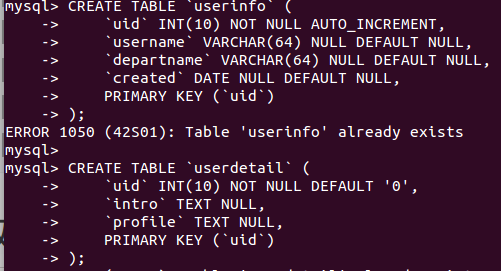 mysql> CREATE TABLE `userinfo` (
    ->     `uid` INT(10) NOT NULL AUTO_INCREMENT,
    ->     `username` VARCHAR(64) NULL DEFAULT NULL,
    ->     `departname` VARCHAR(64) NULL DEFAULT NULL,
    ->     `created` DATE NULL DEFAULT NULL,
    ->     PRIMARY KEY (`uid`)
    -> );
ERROR 1050 (42S01): Table 'userinfo' already exists
mysql>
mysql> CREATE TABLE `userdetail` (
    ->     `uid` INT(10) NOT NULL DEFAULT '0',
    ->     `intro` TEXT NULL,
    ->     `profile` TEXT NULL,
    ->     PRIMARY KEY (`uid`)
    -> );